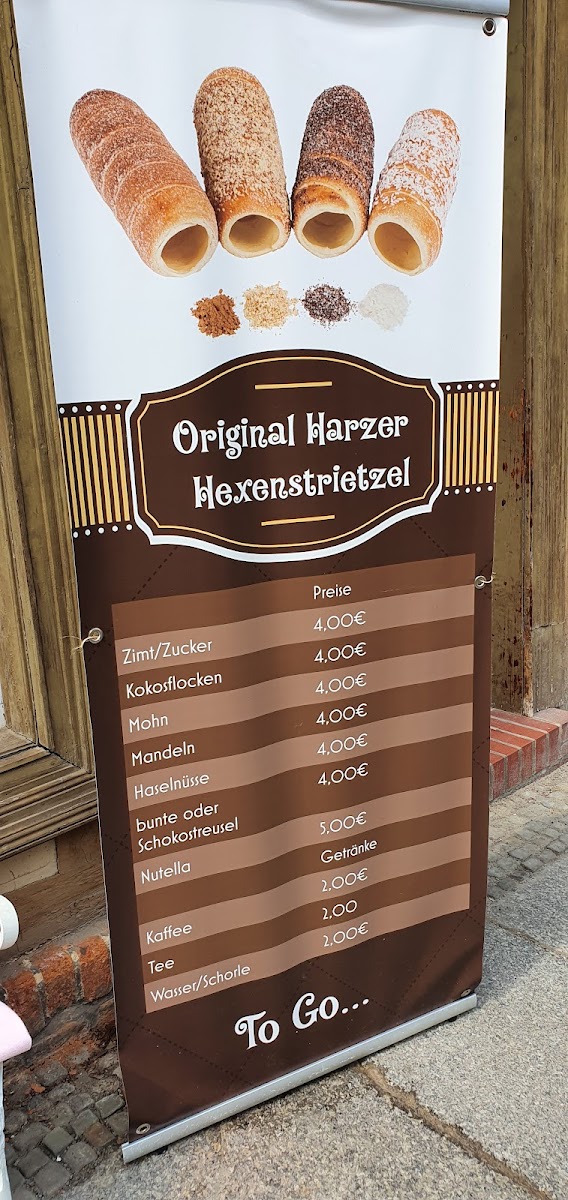 Original Harzer
Hexenstrietzel
Preise
Zimt/Zucker 4,00€
Kokosflocken 4,00€
Mohn 4,00€
Mandeln 4,00€
Haselnüsse 4,00€
bunte oder 4,00€
Schokostreusel
Nutella 5,00€
Getränke
Kaffee 2,00€
Tee 2,00
Wasser/Schorle 2,00€
To Go...